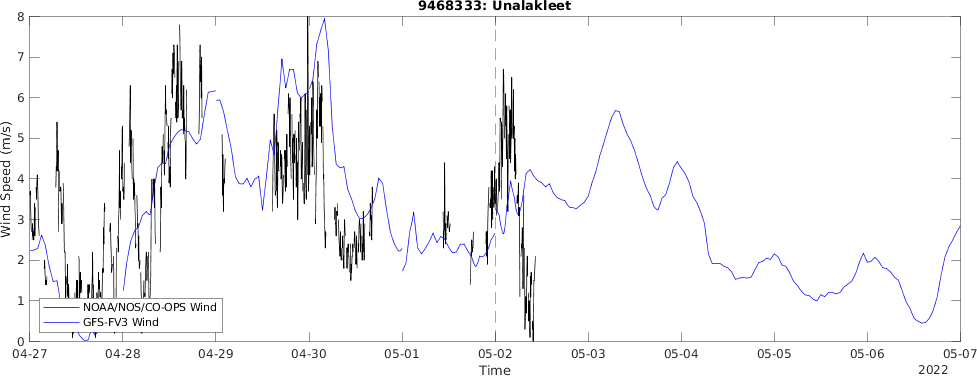 9468333: Unalakleet
Wind Speed (m/s)
8
7
6
5
4
3
2
1
0
NOAA/NOS/CO-OPS Wind
GFS-FV3 Wind
04-27 04-28 04-29 04-30 05-01 05-02 05-03 05-04 05-05 05-06 05-07
Time
2022